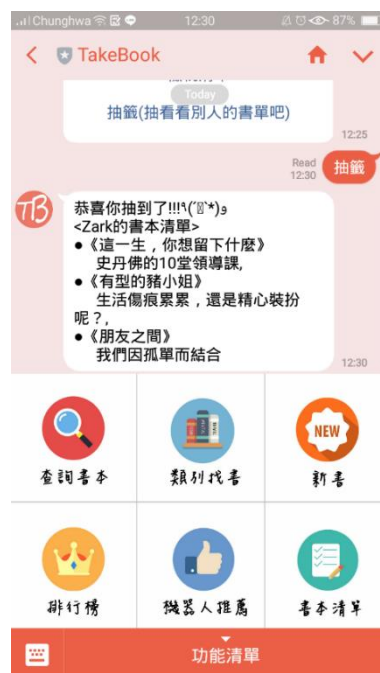 Chunghwa
12:30
87%
TakeBook
Today
抽籤(抽看看別人的書單吧)
12:25
Read
12:30
抽籤
TB
恭喜你抽到了!!!
<Zark的書本清單>
●《這一生,你想留下什麼》
史丹佛的10堂領導課,
●《有型的豬小姐》
生活傷痕累累,還是精心裝扮
呢?,
●《朋友之間》
我們因孤單而結合
12:30
NEW
查詢書本
類別找書
新書
排行榜
機器人推薦
書本清單
功能清單